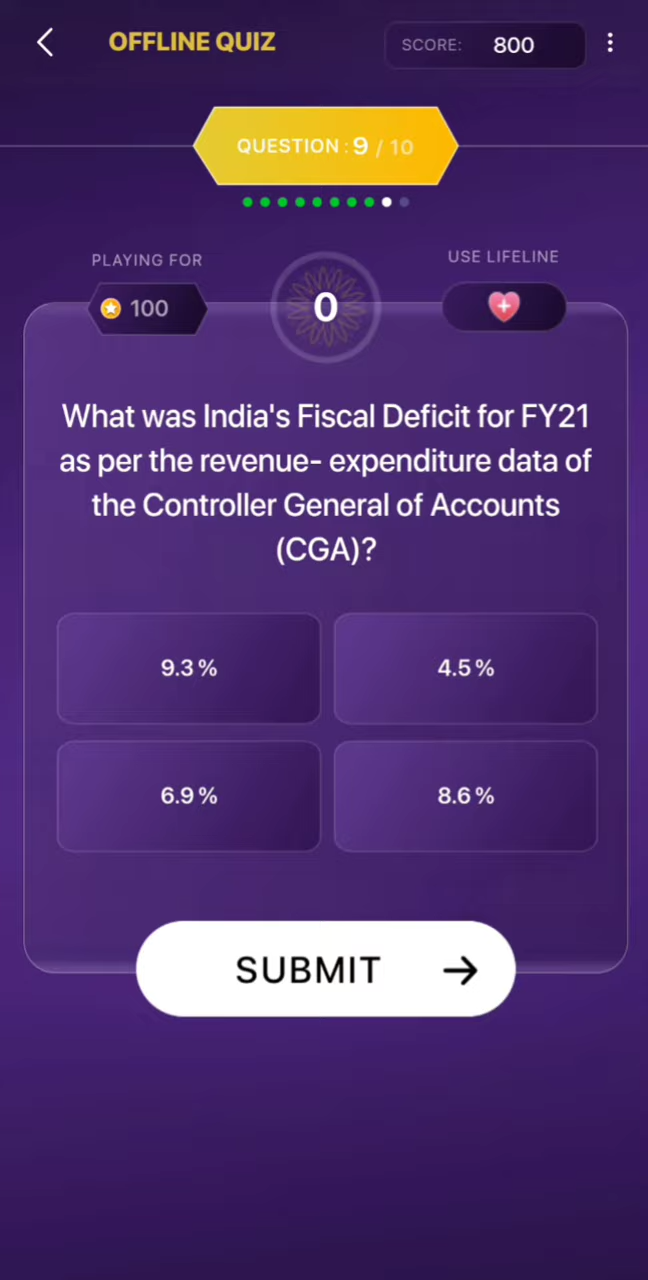 OFFLINE QUIZ
SCORE: 800
QUESTION : 9 / 10
PLAYING FOR
100
0
USE LIFELINE
What was India's Fiscal Deficit for FY21
as per the revenue- expenditure data of
the Controller General of Accounts
(CGA)?
9.3 %
4.5 %
6.9 %
8.6 %
SUBMIT